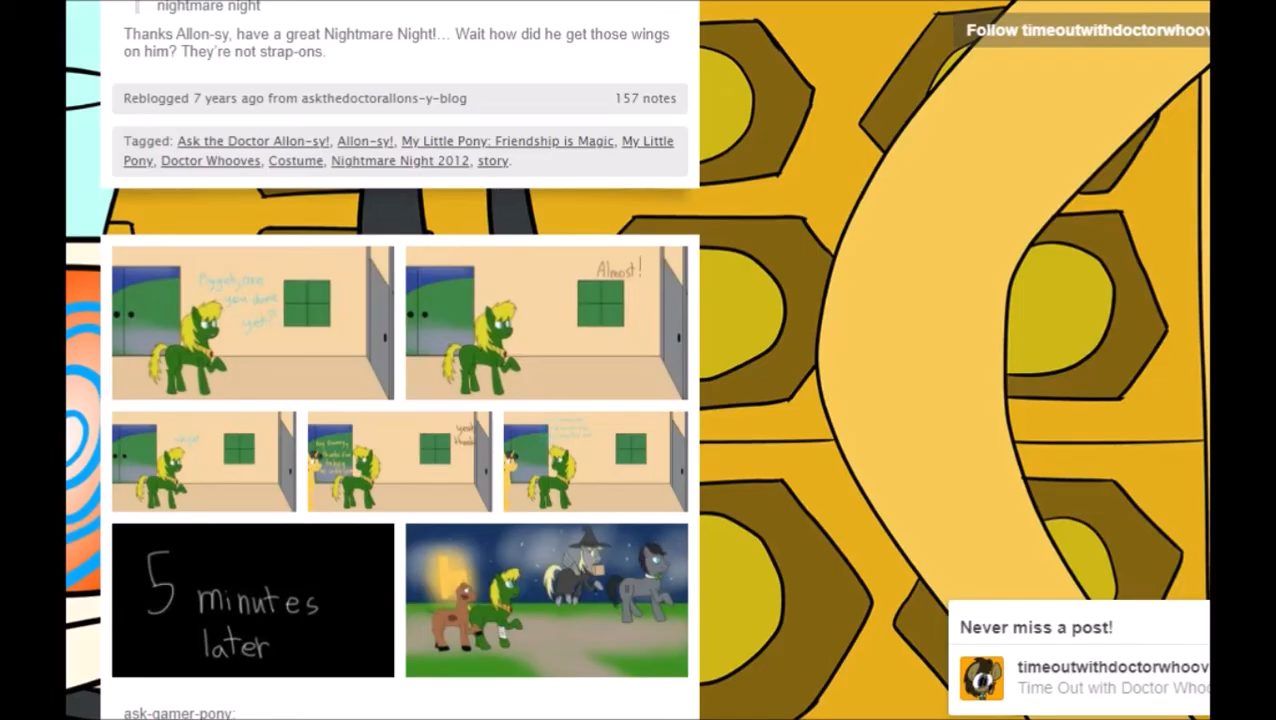 nightmare night
Follow timeoutwithdoctorwhoov
Thanks Allon-sy, have a great Nightmare Night!… Wait how did he get those wings
on him? They're not strap-ons.
Reblogged 7 years ago from askthedoctorallons-y-blog
157 notes
Tagged: Ask the Doctor Allon-sy!, Allon-sy!, My Little Pony: Friendship is Magic, My Little
Pony, Doctor Whooves, Costume, Nightmare Night 2012, story.
you done
yet?
Almost!
5
minutes
later
Never miss a post!
timeoutwithdoctorwhoov
Time Out with Doctor Whoo
ask-gamer-pony: